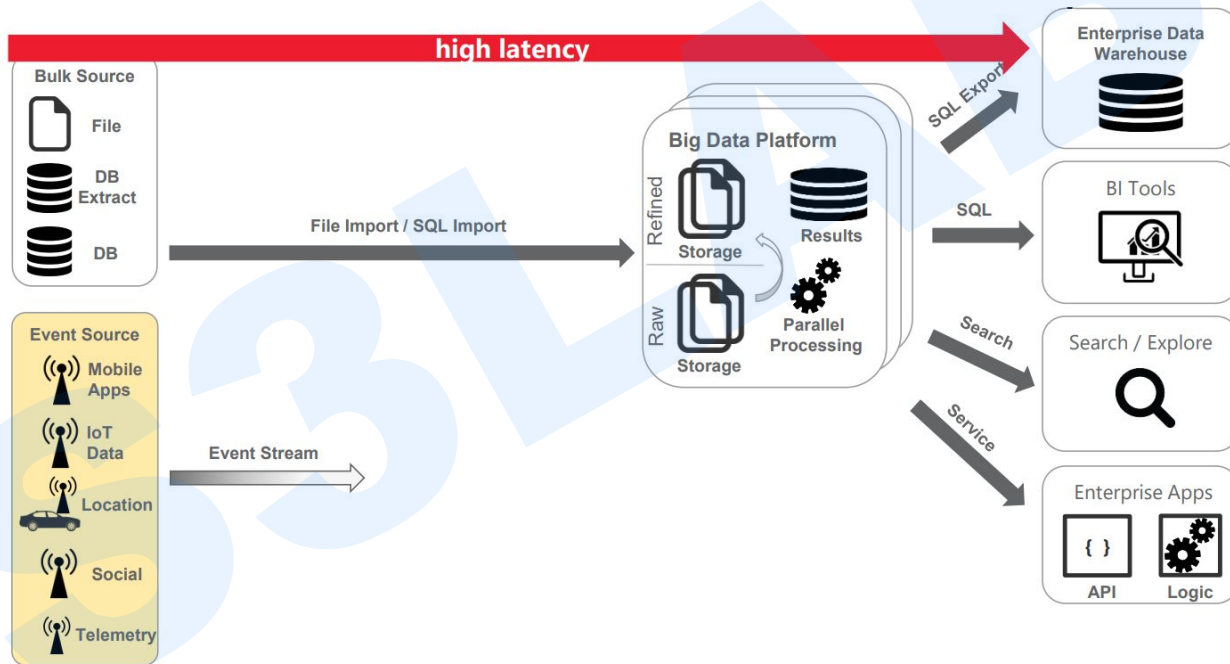 high latency
Bulk Source
File
DB
Extract
DB
File Import / SQL Import
Event Source
Mobile
Apps
IoT
Data
Location
Social
Telemetry
Event Stream
Big Data Platform
Refined
Storage
Results
Raw
Storage
Parallel
Processing
SQL Export
SQL
Search
Service
Enterprise Data
Warehouse
BI Tools
Search / Explore
Enterprise Apps
{ }
API
Logic
S3LAB